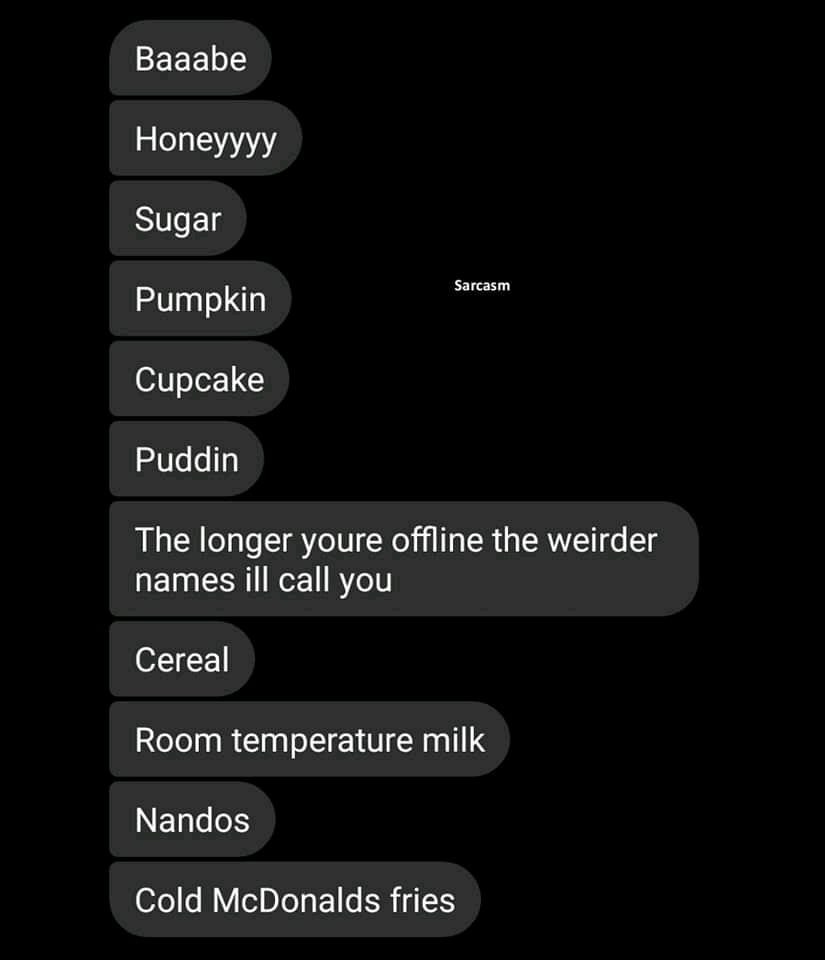 Baaabe
Honeyyyy
Sugar
Sarcasm
Pumpkin
Cupcake
Puddin
The longer youre offline the weirder
names ill call you
Cereal
Room temperature milk
Nandos
Cold McDonalds fries